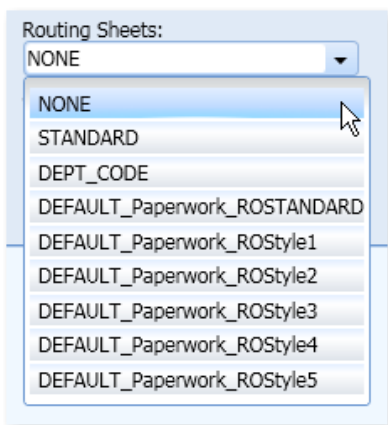 Routing Sheets:
NONE
NONE
STANDARD
DEPT_CODE
DEFAULT_Paperwork_ROSTANDARD
DEFAULT_Paperwork_ROStyle1
DEFAULT_Paperwork_ROStyle2
DEFAULT_Paperwork_ROStyle3
DEFAULT_Paperwork_ROStyle4
DEFAULT_Paperwork_ROStyle5